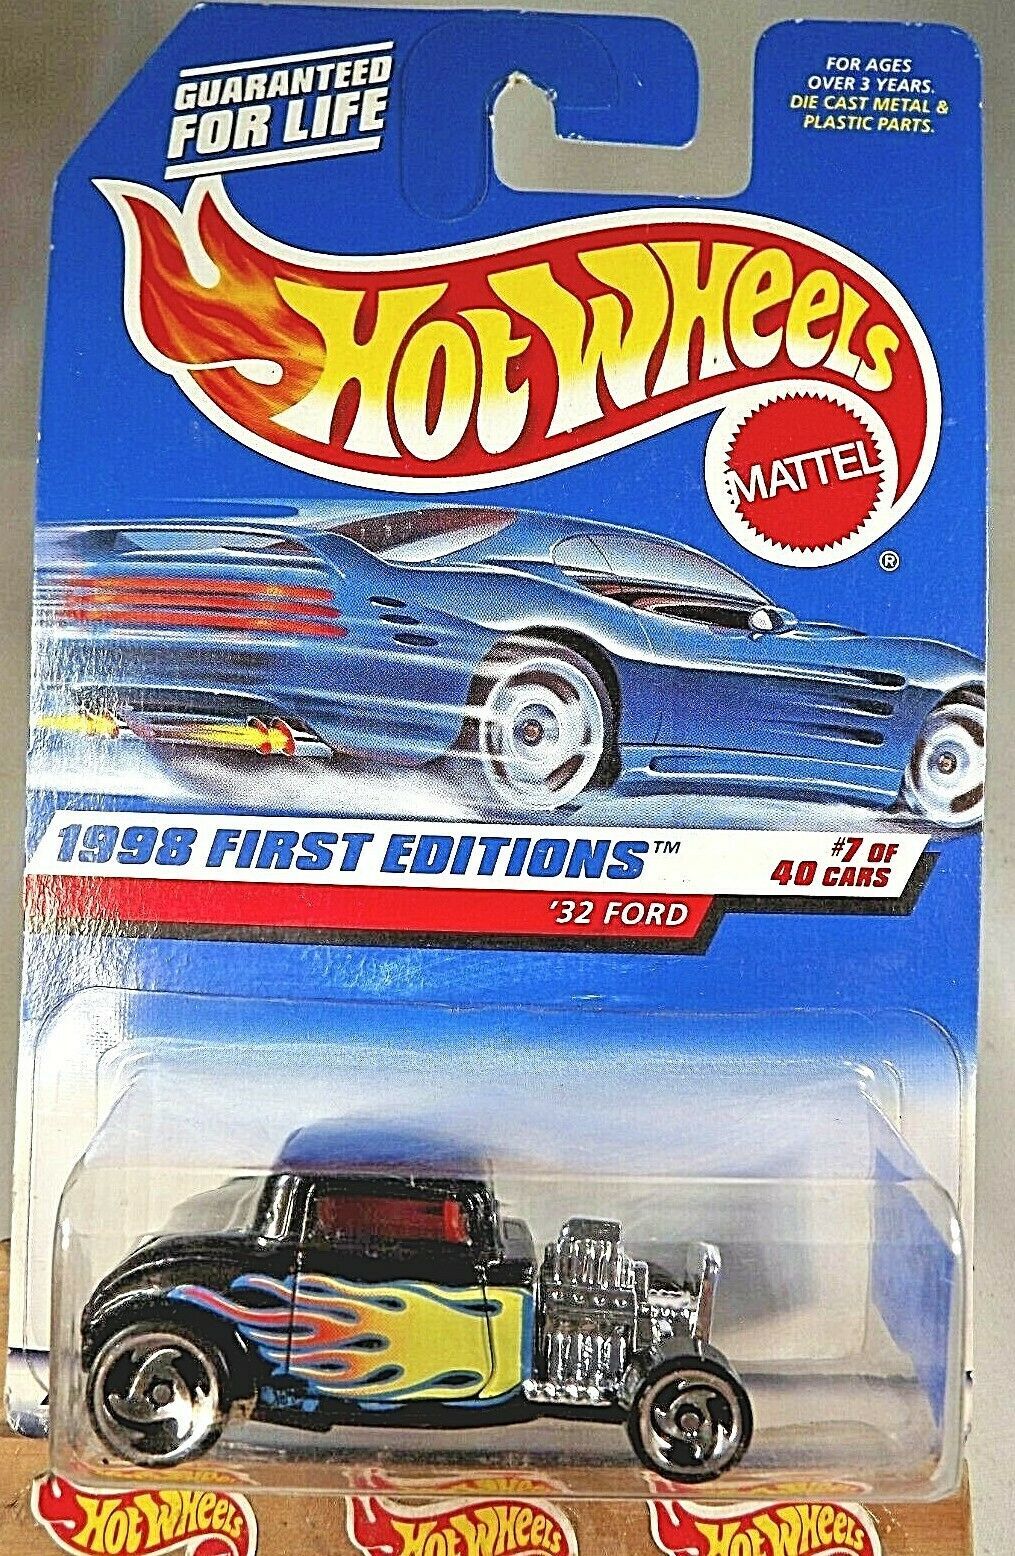 GUARANTEED
FOR LIFE
FOR AGES
OVER 3 YEARS.
DIE CAST METAL &
PLASTIC PARTS.
HOT WHEELS
MATTEL
®
1998 FIRST EDITIONS™
#7 OF
40 CARS
'32 FORD
HOT WHEELS
HOT WHEELS
HOT WHEELS